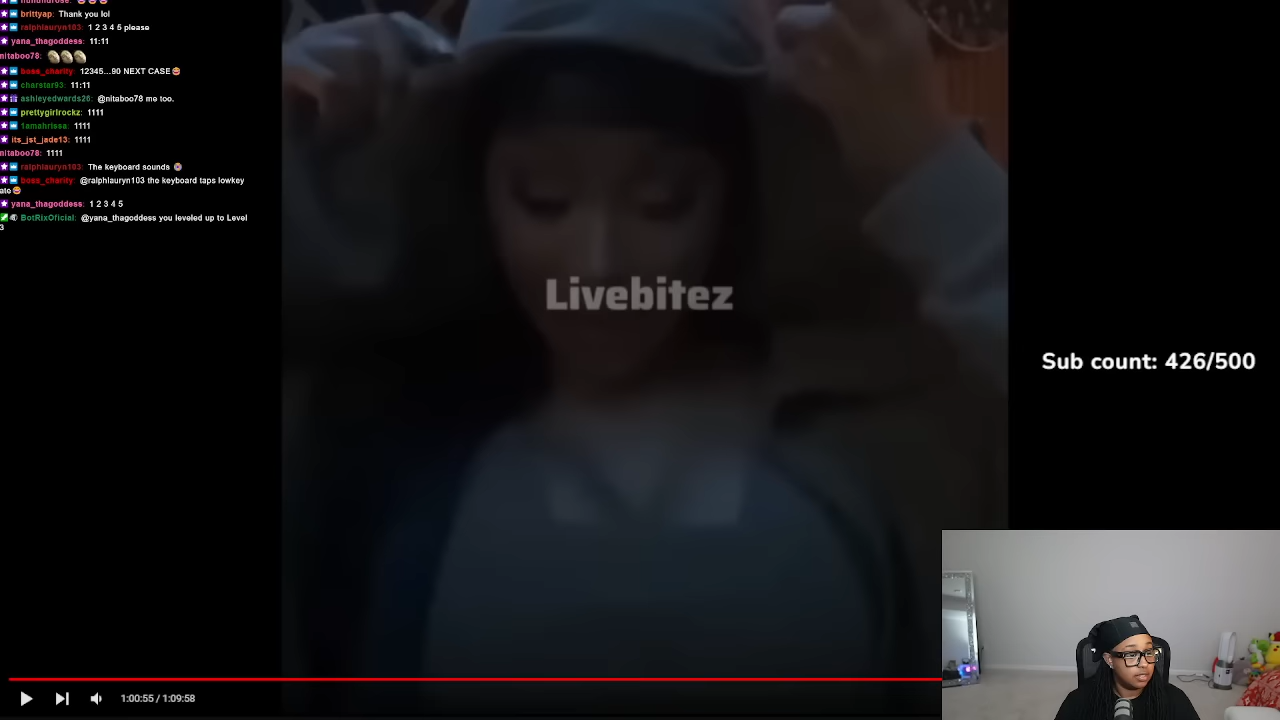 brittyap: Thank you lol
ralphlauryn103: 1 2 3 4 5 please
yana_thagoddess: 11:11
nitaboo78:
boss_charity: 12345...90 NEXT CASE
charstar93: 11:11
ashleyedwards26: @nitaboo78 me too.
prettygirlrockz: 1111
1amahrissa: 1111
its_jst_jade13: 1111
nitaboo78: 1111
ralphlauryn103: The keyboard sounds
boss_charity: @ralphlauryn103 the keyboard taps lowkey
ate
yana_thagoddess: 1 2 3 4 5
BotRixOficial: @yana_thagoddess you leveled up to Level
3
Livebitez
Sub count: 426/500
1:00:55 / 1:09:58